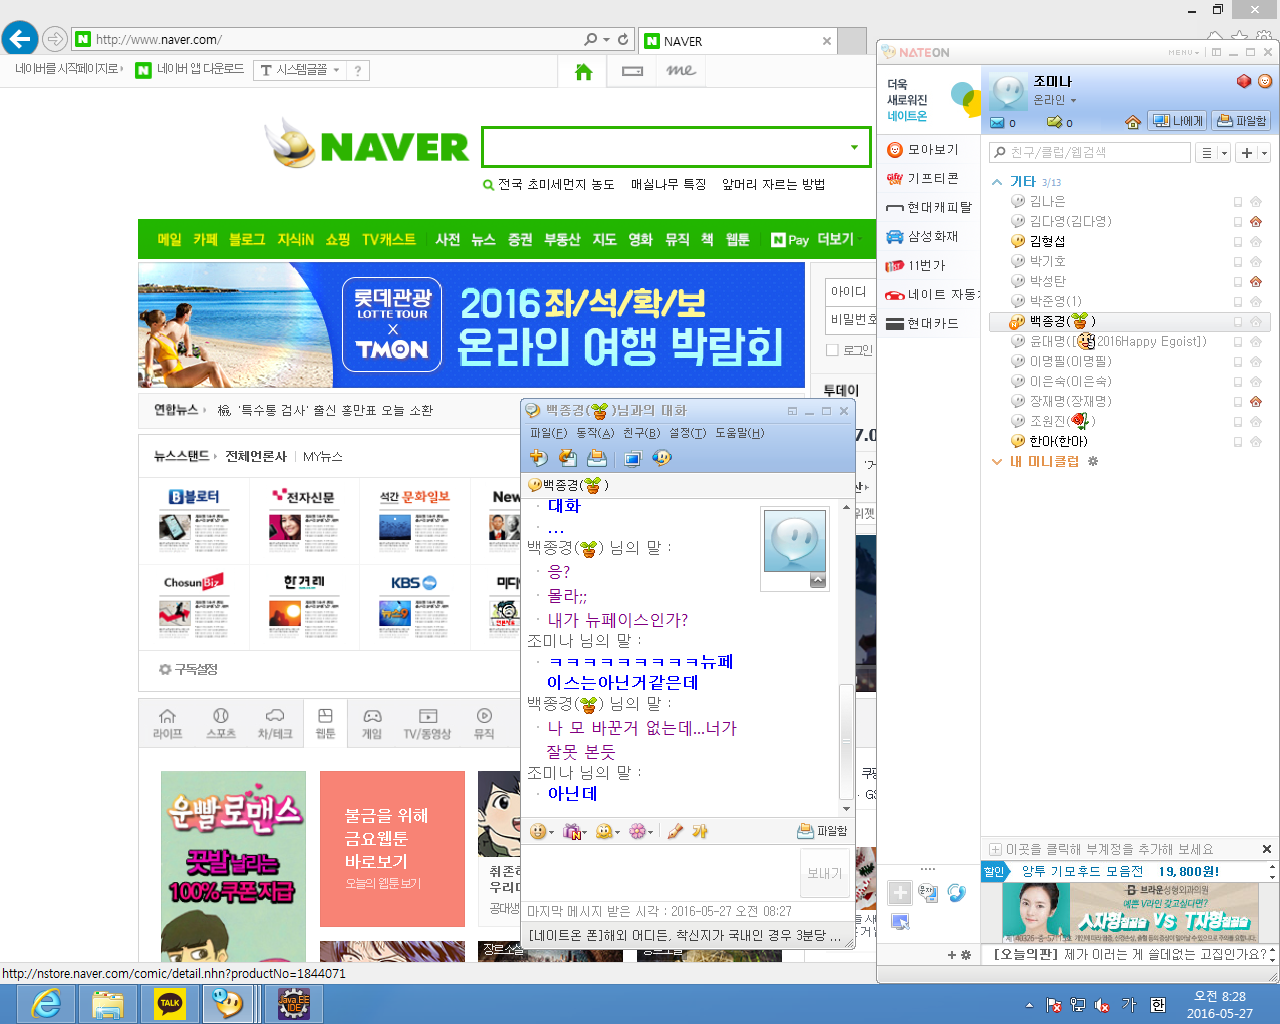 http://www.naver.com/
NAVER
네이버를 시작페이지로
네이버 앱 다운로드
시스템글꼴
?
me
NAVER
전국 초미세먼지 농도 매실나무 특징 앞머리 자르는 방법
메일 카페 블로그 지식iN 쇼핑 TV캐스트 사전 뉴스 증권 부동산 지도 영화 뮤직 책 웹툰 N Pay 더보기
롯데관광
LOTTE TOUR
X
TMON
2016 좌/석/확/보
온라인 여행 박람회
아이디
비밀번호
로그인
투데이
연합뉴스 檢, '특수통 검사' 출신 홍만표 오늘 소환
뉴스스탠드 전체언론사 MY뉴스
블로터
전자신문
석간 문화일보
New
ChosunBiz
한겨레
KBS
뉴스9
미디
구독설정
라이프 스포츠 차/테크 웹툰 게임 TV/동영상 뮤직
운빨로맨스
끗발 날리는
100% 쿠폰 지급
불금을 위해
금요웹툰
바로가기
오늘의 웹툰 보기
취존하
우리다
공대생
장르소설
http://nstore.naver.com/comic/detail.nhn?productNo=1844071
백종경( )님과의 대화
파일(F) 동작(A) 친구(B) 설정(T) 도움말(H)
백종경( )
대화
...
백종경( ) 님의 말 :
응?
몰라;;
내가 뉴페이스인가?
조미나 님의 말 :
ㅋㅋㅋㅋㅋㅋㅋㅋㅋ뉴페
이스는아닌거같은데
백종경( ) 님의 말 :
나 모 바꾼거 없는데...너가
잘못 본듯
조미나 님의 말 :
아닌데
가
파일함
보내기
마지막 메시지 받은 시각 : 2016-05-27 오전 08:27
[네이트온 폰]해외 어디든, 착신지가 국내인 경우 3분당 ...
NATEON
MENU
더욱
새로워진
네이트온
조미나
온라인
0
0
나에게
파일함
모아보기
기프티콘
현대캐피탈
삼성화재
11번가
네이트 자동차
현대카드
친구/클럽/웹검색
기타 3/13
김나은
김다영(김다영)
김형섭
박기호
박성탄
박준영(1)
백종경( )
윤대명([ 2016Happy Egoist])
이명필(이명필)
이은숙(이은숙)
장재명(장재명)
조원진( )
한아(한아)
내 미니클럽
이곳을 클릭해 부계정을 추가해 보세요
할인 앙투 기모후드 모음전 19,800원!
브라운성형외과의원
예쁜 V라인 갖고싶다면?
VS
[오늘의판] 제가 이러는 게 쓸데없는 고집인가요?
TALK
Java EE
IDE
가
한
오전 8:28
2016-05-27